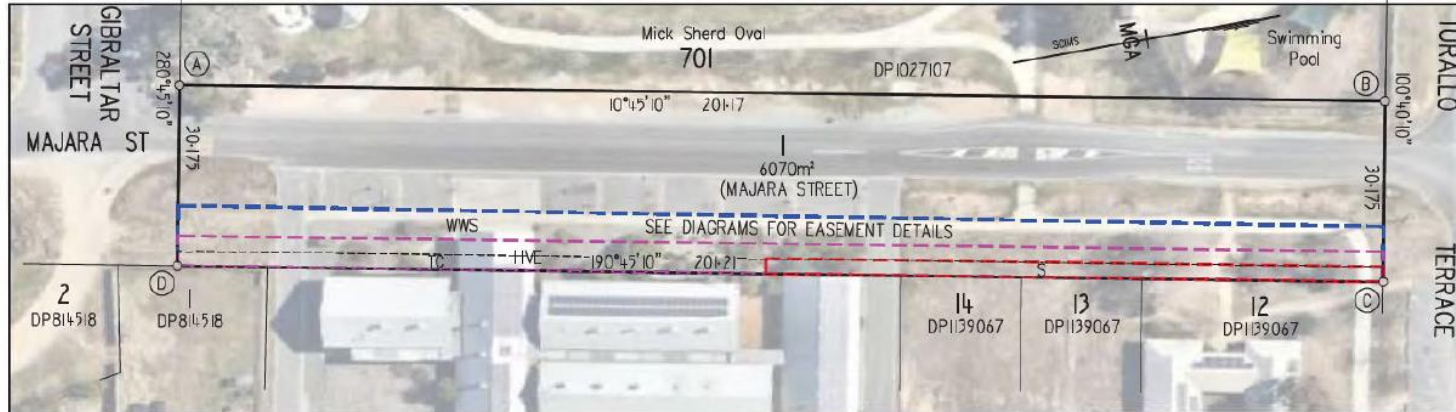 GIBRALTAR
STREET
MAJARA ST
280°45'10"
A
30·175
Mick Sherd Oval
701
DP1027107
SCIMS
MGA
Swimming
Pool
TURALLO
TERRACE
B
100°40'10"
30·175
10°45'10" 201·17
1
6070m²
(MAJARA STREET)
WWS
SEE DIAGRAMS FOR EASEMENT DETAILS
TC
HVE
190°45'10" 201·21
S
D
C
2
DP814518
1
DP814518
14
DP1139067
13
DP1139067
12
DP1139067